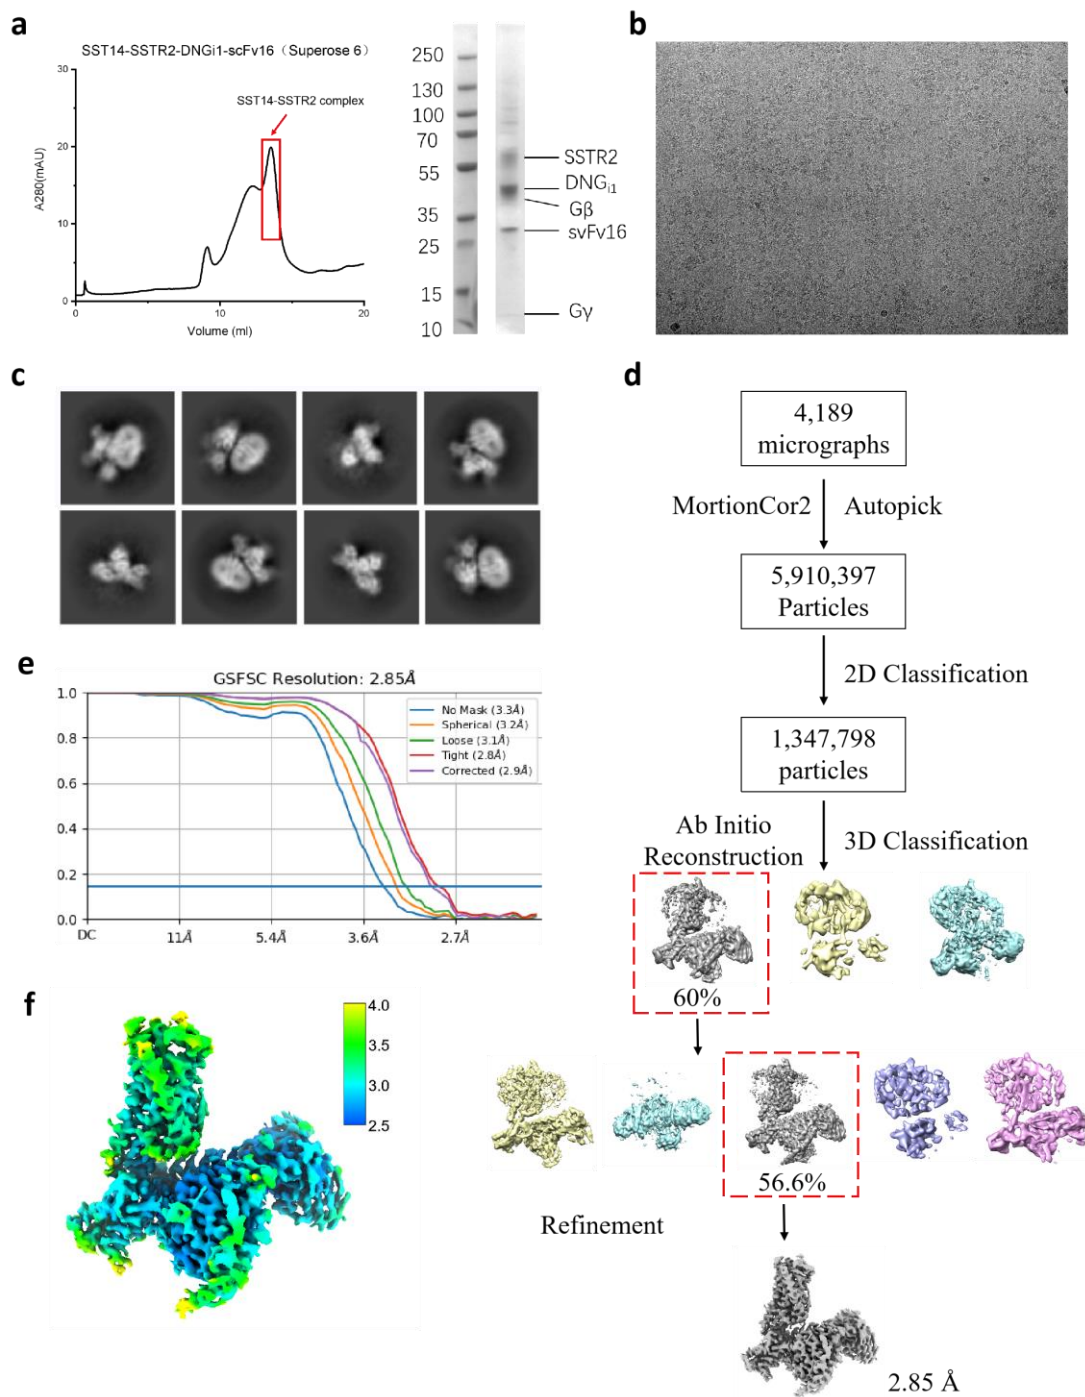 a
SST14-SSTR2-DNGi1-scFv16（Superose 6）
30
20
10
0
A280(mAU)
SST14-SSTR2 complex
0
10
20
Volume (ml)
250
130
100
70
55
35
25
15
10
SSTR2
DNGi1
Gβ
svFv16
Gγ
b
c
d
4,189
micrographs
MortionCor2
Autopick
5,910,397
Particles
2D Classification
1,347,798
particles
Ab Initio
Reconstruction
3D Classification
60%
56.6%
Refinement
2.85 Å
e
GSFSC Resolution: 2.85Å
1.0
0.8
0.6
0.4
0.2
0.0
No Mask (3.3Å)
Spherical (3.2Å)
Loose (3.1Å)
Tight (2.8Å)
Corrected (2.9Å)
DC
11Å
5.4Å
3.6Å
2.7Å
f
4.0
3.5
3.0
2.5